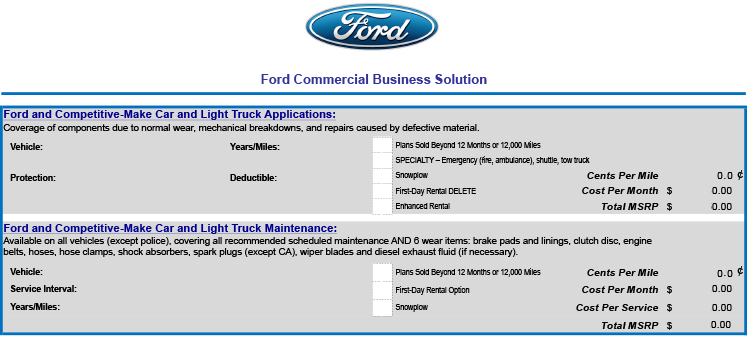 Ford
Ford Commercial Business Solution
Ford and Competitive-Make Car and Light Truck Applications:
Coverage of components due to normal wear, mechanical breakdowns, and repairs caused by defective material.
Vehicle: Years/Miles: Plans Sold Beyond 12 Months or 12,000 Miles
SPECIALTY – Emergency (fire, ambulance), shuttle, tow truck
Protection: Deductible: Snowplow Cents Per Mile 0.0 ¢
First-Day Rental DELETE Cost Per Month $ 0.00
Enhanced Rental Total MSRP $ 0.00
Ford and Competitive-Make Car and Light Truck Maintenance:
Available on all vehicles (except police), covering all recommended scheduled maintenance AND 6 wear items: brake pads and linings, clutch disc, engine
belts, hoses, hose clamps, shock absorbers, spark plugs (except CA), wiper blades and diesel exhaust fluid (if necessary).
Vehicle: Plans Sold Beyond 12 Months or 12,000 Miles Cents Per Mile 0.0 ¢
Service Interval: First-Day Rental Option Cost Per Month $ 0.00
Years/Miles: Snowplow Cost Per Service $ 0.00
Total MSRP $ 0.00